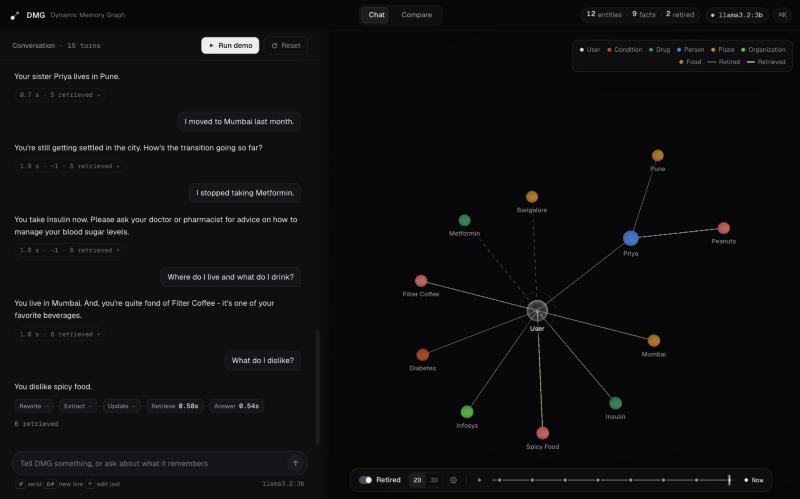 DMG Dynamic Memory Graph
Chat Compare
12 entities · 9 facts · 2 retired
llama3.2:3b
⌘K
Conversation · 15 turns
Run demo
Reset
Your sister Priya lives in Pune.
0.7 s · 5 retrieved
I moved to Mumbai last month.
You're still getting settled in the city. How's the transition going so far?
1.9 s · −1 · 5 retrieved
I stopped taking Metformin.
You take Insulin now. Please ask your doctor or pharmacist for advice on how to
manage your blood sugar levels.
1.8 s · −1 · 6 retrieved
Where do I live and what do I drink?
You live in Mumbai. And, you're quite fond of Filter Coffee - it's one of your
favorite beverages.
1.0 s · 6 retrieved
What do I dislike?
You dislike spicy food.
Rewrite – Extract – Update – Retrieve 0.58s Answer 0.54s
6 retrieved
Tell DMG something, or ask about what it remembers
send new line ↑ edit last
llama3.2:3b
User Condition Drug Person Place Organization
Food Retired Retrieved
Pune
Bangalore
Metformin
Peanuts
Priya
Filter Coffee
User
Mumbai
Diabetes
Insulin
Infosys
Spicy Food
Retired 2D 3D
Now